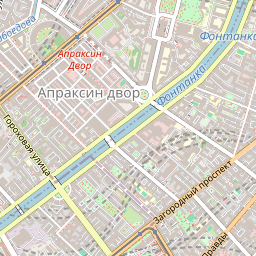 Фонтанка
Апраксин
Двор
Апраксин двор
Фонтанка
Гороховая улица
Загородный проспект